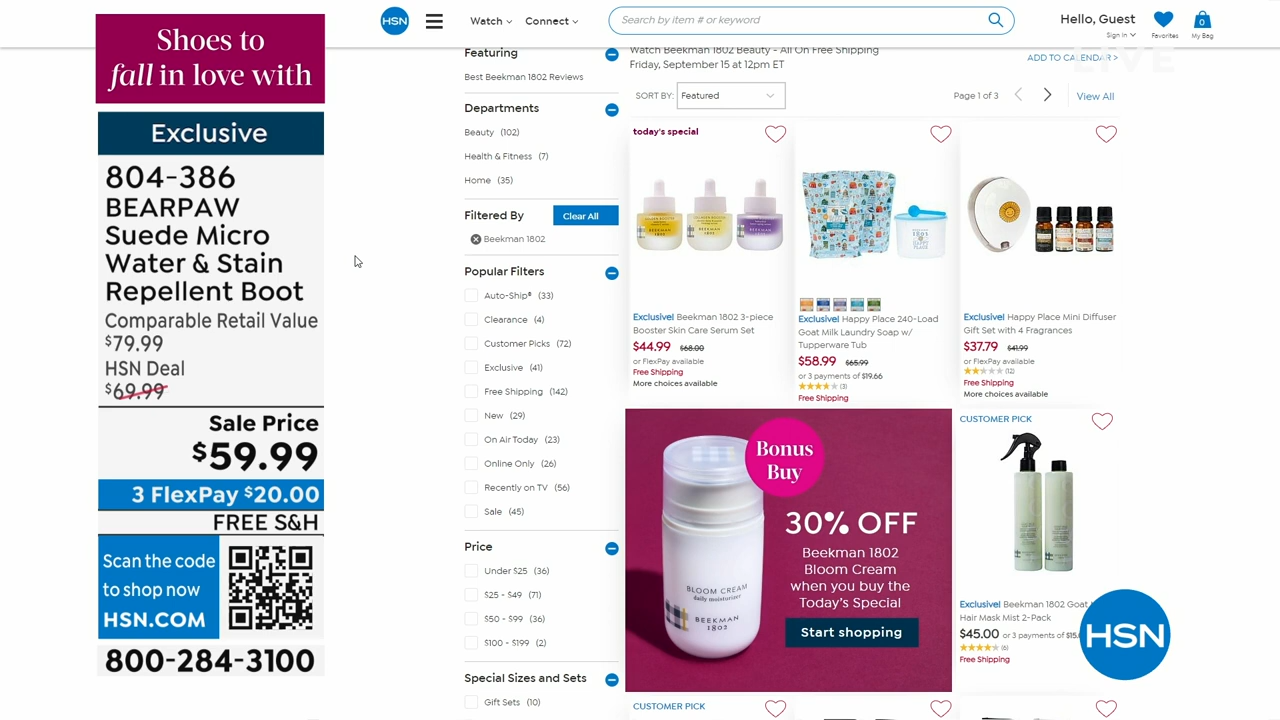 Shoes to
fall in love with
Exclusive
804-386
BEARPAW
Suede Micro
Water & Stain
Repellent Boot
Comparable Retail Value
$79.99
HSN Deal
$69.99
Sale Price
$59.99
3 FlexPay $20.00
FREE S&H
Scan the code
to shop now
HSN.COM
800-284-3100
HSN
Watch
Connect
Search by item # or keyword
Hello, Guest
Sign In
Favorites
0
My Bag
LIVE
Featuring
Best Beekman 1802 Reviews
Departments
Beauty (102)
Health & Fitness (7)
Home (35)
Filtered By
Clear All
Beekman 1802
Popular Filters
Auto-Ship® (33)
Clearance (4)
Customer Picks (72)
Exclusive (41)
Free Shipping (142)
New (29)
On Air Today (23)
Online Only (26)
Recently on TV (56)
Sale (45)
Price
Under $25 (36)
$25 - $49 (71)
$50 - $99 (36)
$100 - $199 (2)
Special Sizes and Sets
Gift Sets (10)
Watch Beekman 1802 Beauty - All On Free Shipping
Friday, September 15 at 12pm ET
ADD TO CALENDAR >
SORT BY:
Featured
Page 1 of 3
View All
today's special
Exclusive! Beekman 1802 3-piece
Booster Skin Care Serum Set
$44.99 $68.00
or FlexPay available
Free Shipping
More choices available
Exclusive! Happy Place 240-Load
Goat Milk Laundry Soap w/
Tupperware Tub
$58.99 $65.99
or 3 payments of $19.66
(3)
Free Shipping
Exclusive! Happy Place Mini Diffuser
Gift Set with 4 Fragrances
$37.79 $41.99
or FlexPay available
(12)
Free Shipping
More choices available
Bonus
Buy
30% OFF
Beekman 1802
Bloom Cream
when you buy the
Today's Special
Start shopping
BLOOM CREAM
daily moisturizer
BEEKMAN
1802
CUSTOMER PICK
Exclusive! Beekman 1802 Goat
Hair Mask Mist 2-Pack
$45.00 or 3 payments of
(6)
Free Shipping
HSN
CUSTOMER PICK